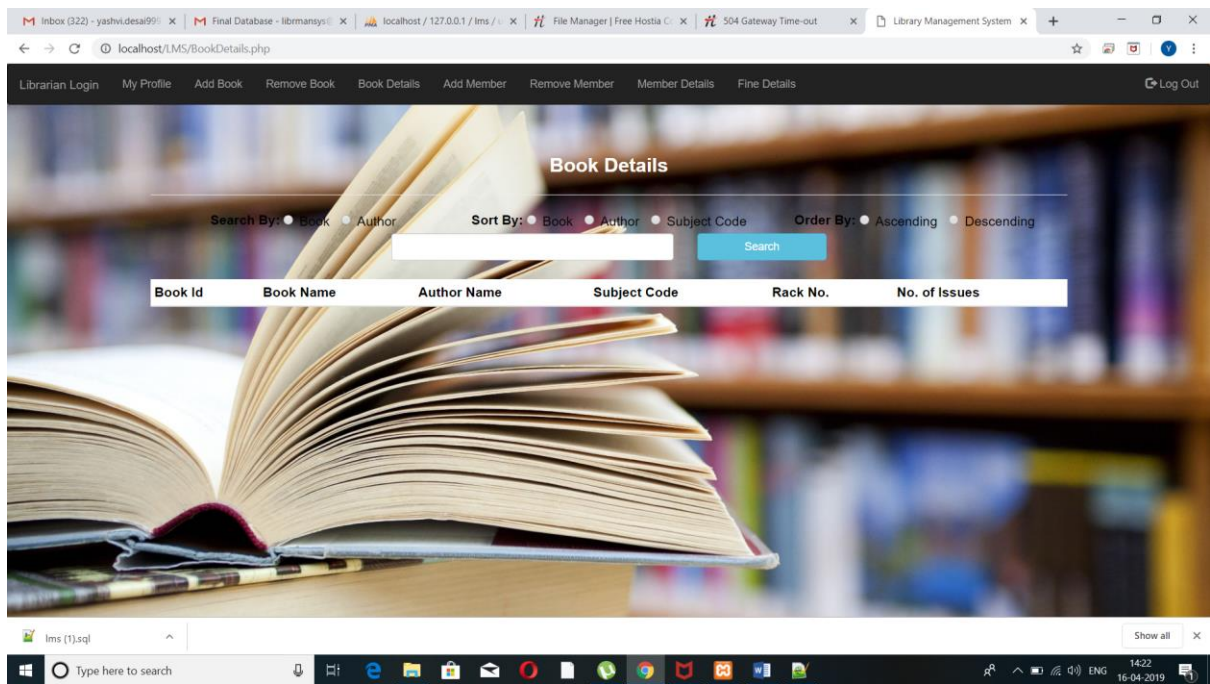 Inbox (322) - yashvi.desai999
Final Database - librmansys@
localhost / 127.0.0.1 / lms / u
File Manager | Free Hostia Co
504 Gateway Time-out
Library Management System
localhost/LMS/BookDetails.php
Librarian Login My Profile Add Book Remove Book Book Details Add Member Remove Member Member Details Fine Details Log Out
Book Details
Search By: Book Author Sort By: Book Author Subject Code Order By: Ascending Descending
Search
Book Id Book Name Author Name Subject Code Rack No. No. of Issues
lms (1).sql Show all
Type here to search ENG 14:22
16-04-2019